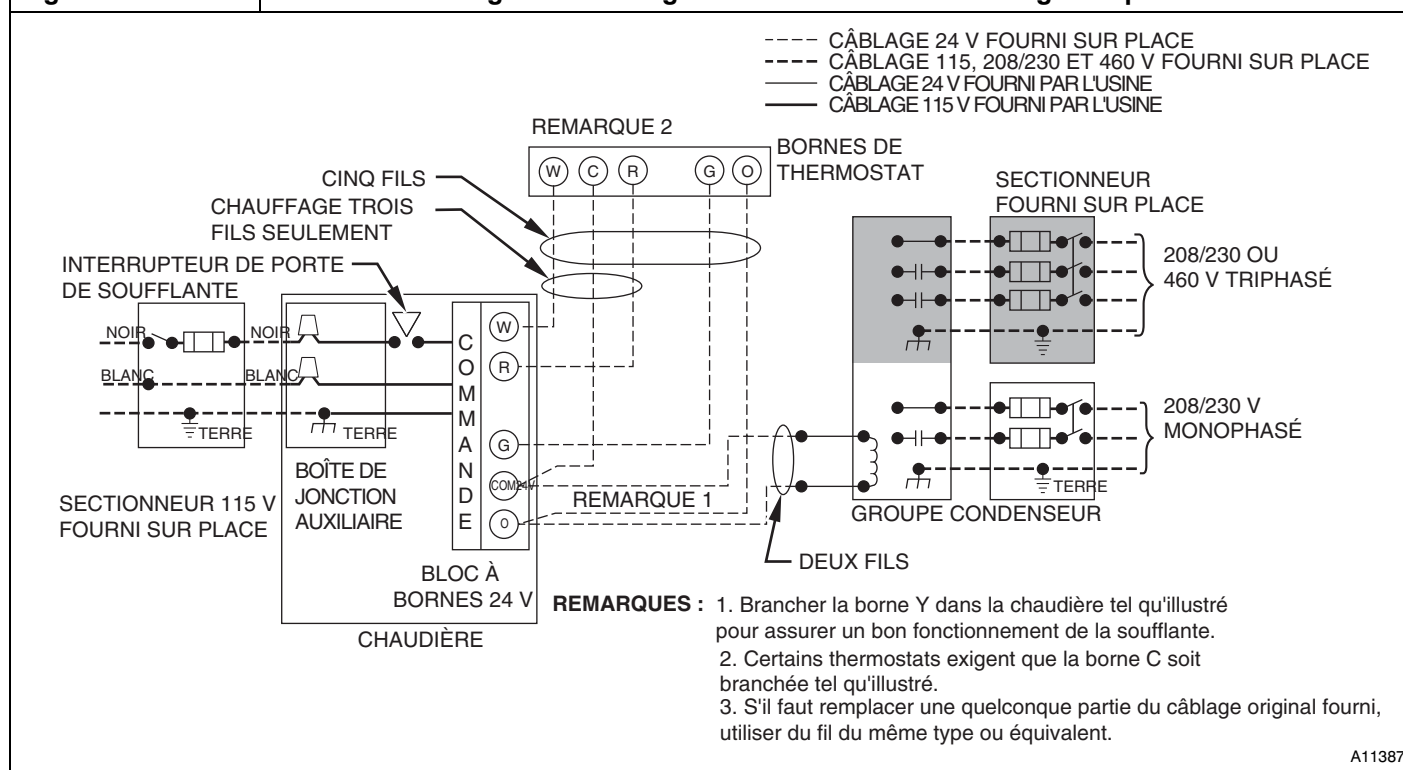 CÂBLAGE 24 V FOURNI SUR PLACE
CÂBLAGE 115, 208/230 ET 460 V FOURNI SUR PLACE
CÂBLAGE 24 V FOURNI PAR L'USINE
CÂBLAGE 115 V FOURNI PAR L'USINE
REMARQUE 2
BORNES DE
THERMOSTAT
W C R G O
CINQ FILS
CHAUFFAGE TROIS
FILS SEULEMENT
INTERRUPTEUR DE PORTE
DE SOUFFLANTE
SECTIONNEUR
FOURNI SUR PLACE
208/230 OU
460 V TRIPHASÉ
NOIR
NOIR
BLANC
BLANC
TERRE
TERRE
COMMANDE
W
R
G
COM24V
O
REMARQUE 1
208/230 V
MONOPHASÉ
TERRE
SECTIONNEUR 115 V
FOURNI SUR PLACE
BOÎTE DE
JONCTION
AUXILIAIRE
GROUPE CONDENSEUR
DEUX FILS
BLOC À
BORNES 24 V
CHAUDIÈRE
REMARQUES : 1. Brancher la borne Y dans la chaudière tel qu'illustré
pour assurer un bon fonctionnement de la soufflante.
2. Certains thermostats exigent que la borne C soit
branchée tel qu'illustré.
3. S'il faut remplacer une quelconque partie du câblage original fourni,
utiliser du fil du même type ou équivalent.
A11387